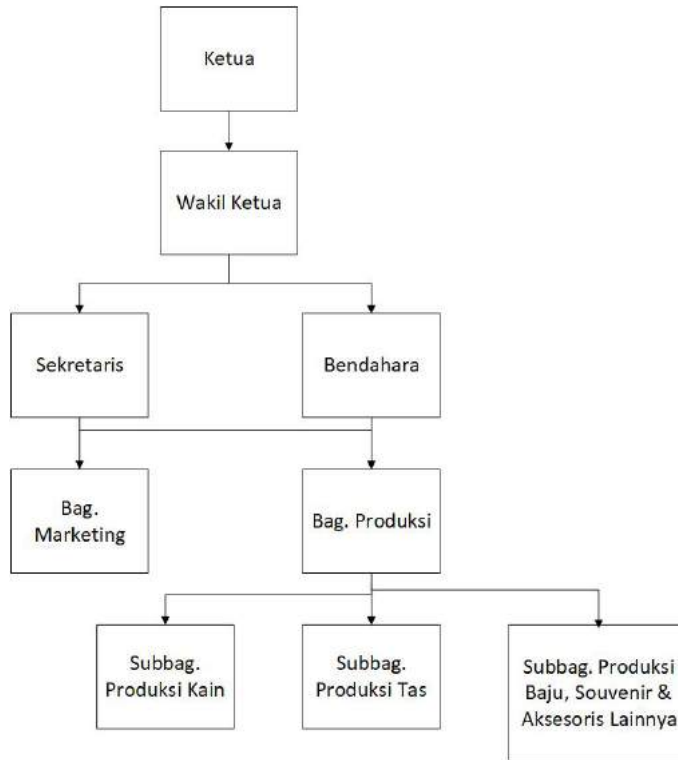 Ketua
Wakil Ketua
Sekretaris
Bendahara
Bag.
Marketing
Bag. Produksi
Subbag.
Produksi Kain
Subbag.
Produksi Tas
Subbag. Produksi
Baju, Souvenir &
Aksesoris Lainnya